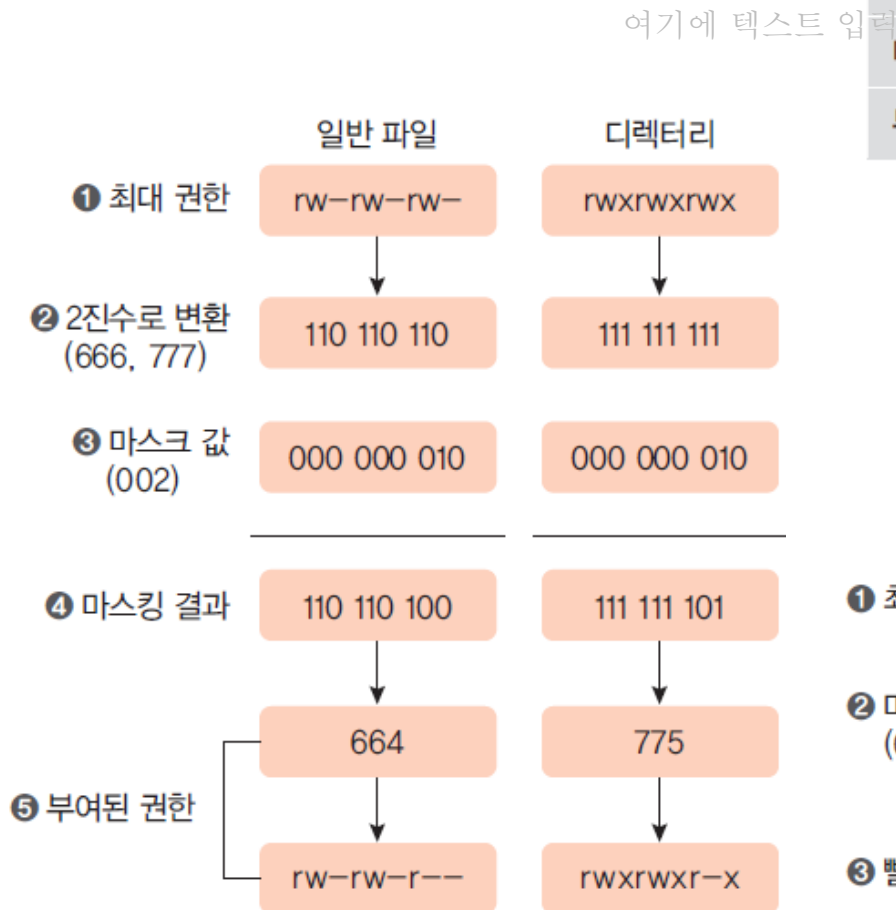 여기에 텍스트 입력
일반 파일 디렉터리
❶ 최대 권한 rw-rw-rw- rwxrwxrwx
❷ 2진수로 변환
(666, 777) 110 110 110 111 111 111
❸ 마스크 값
(002) 000 000 010 000 000 010
❹ 마스킹 결과 110 110 100 111 111 101
664 775
❺ 부여된 권한
rw-rw-r-- rwxrwxr-x
❶
❷
❸